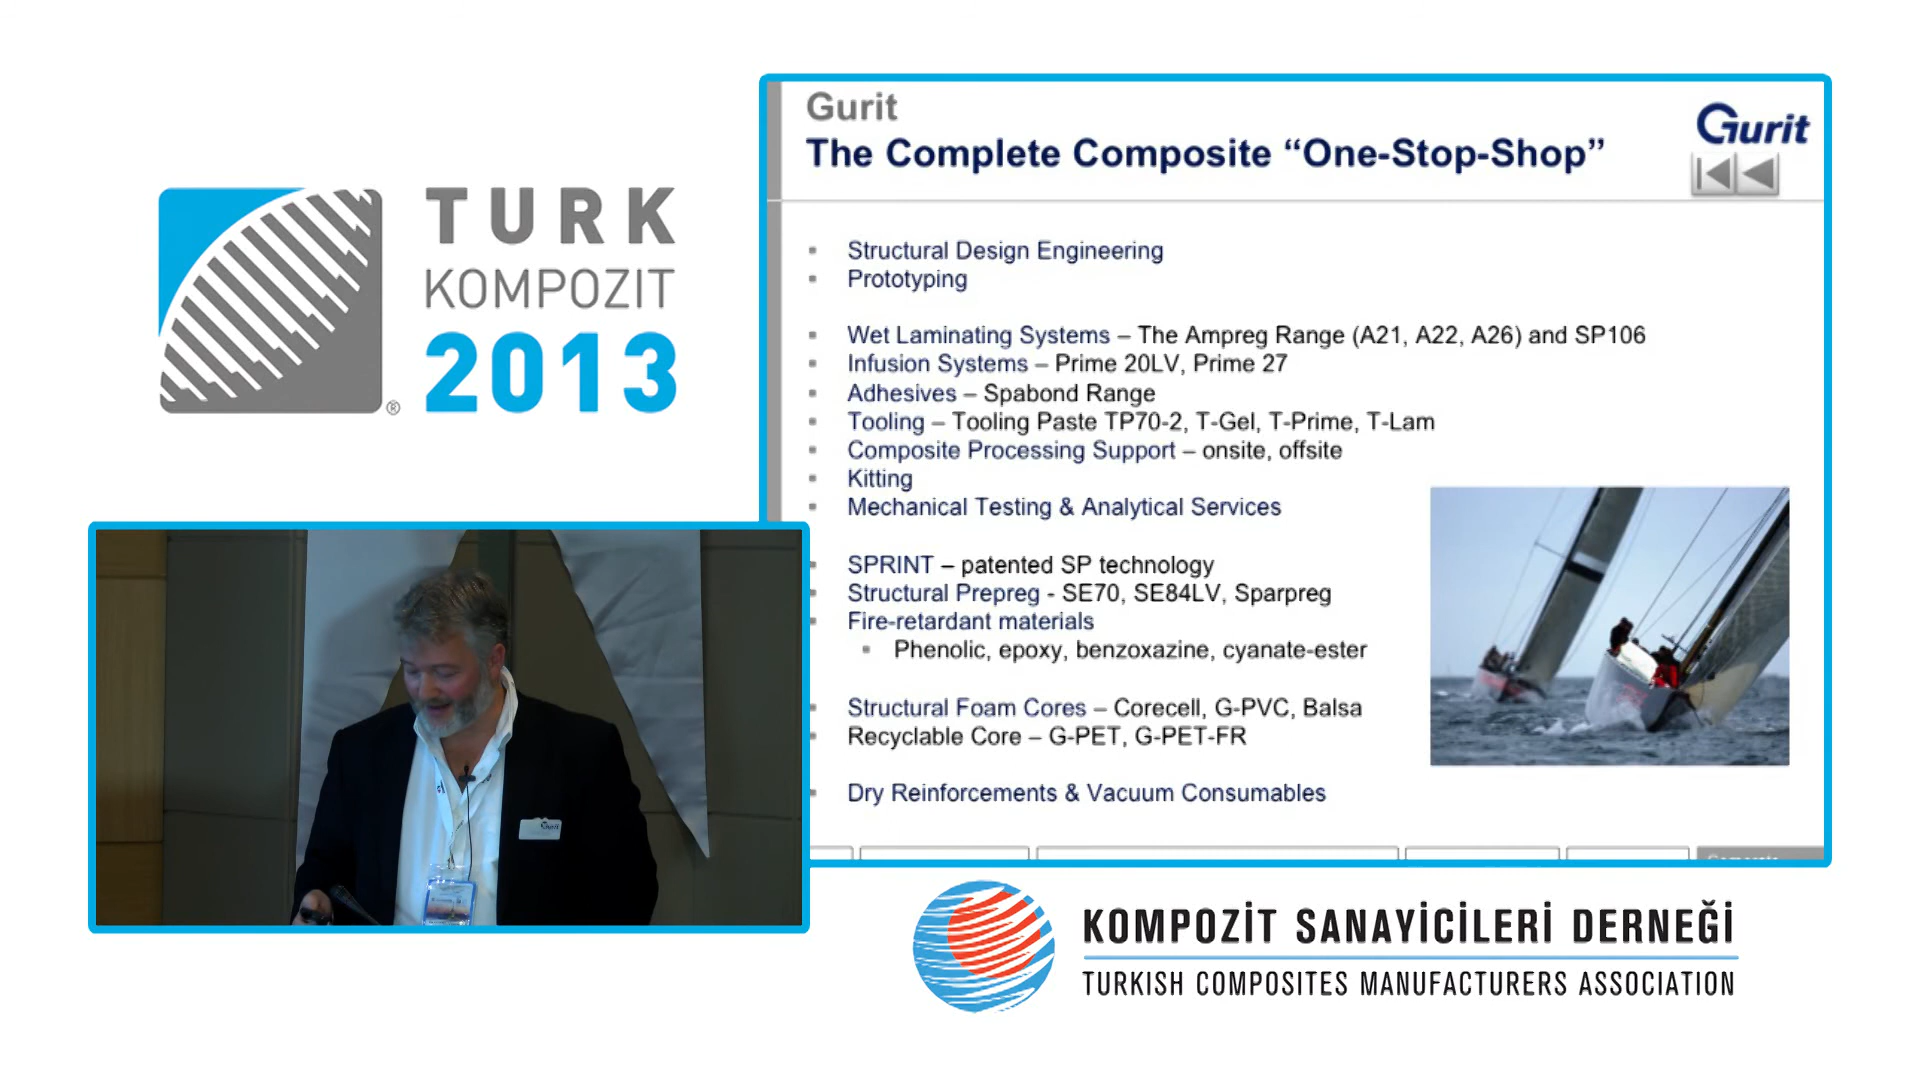 TURK
KOMPOZIT
2013
®
Gurit
The Complete Composite “One-Stop-Shop”
Gurit
Structural Design Engineering
Prototyping
Wet Laminating Systems – The Ampreg Range (A21, A22, A26) and SP106
Infusion Systems – Prime 20LV, Prime 27
Adhesives – Spabond Range
Tooling – Tooling Paste TP70-2, T-Gel, T-Prime, T-Lam
Composite Processing Support – onsite, offsite
Kitting
Mechanical Testing & Analytical Services
SPRINT – patented SP technology
Structural Prepreg - SE70, SE84LV, Sparpreg
Fire-retardant materials
Phenolic, epoxy, benzoxazine, cyanate-ester
Structural Foam Cores – Corecell, G-PVC, Balsa
Recyclable Core – G-PET, G-PET-FR
Dry Reinforcements & Vacuum Consumables
Gurit
KOMPOZİT SANAYİCİLERİ DERNEĞİ
TURKISH COMPOSITES MANUFACTURERS ASSOCIATION